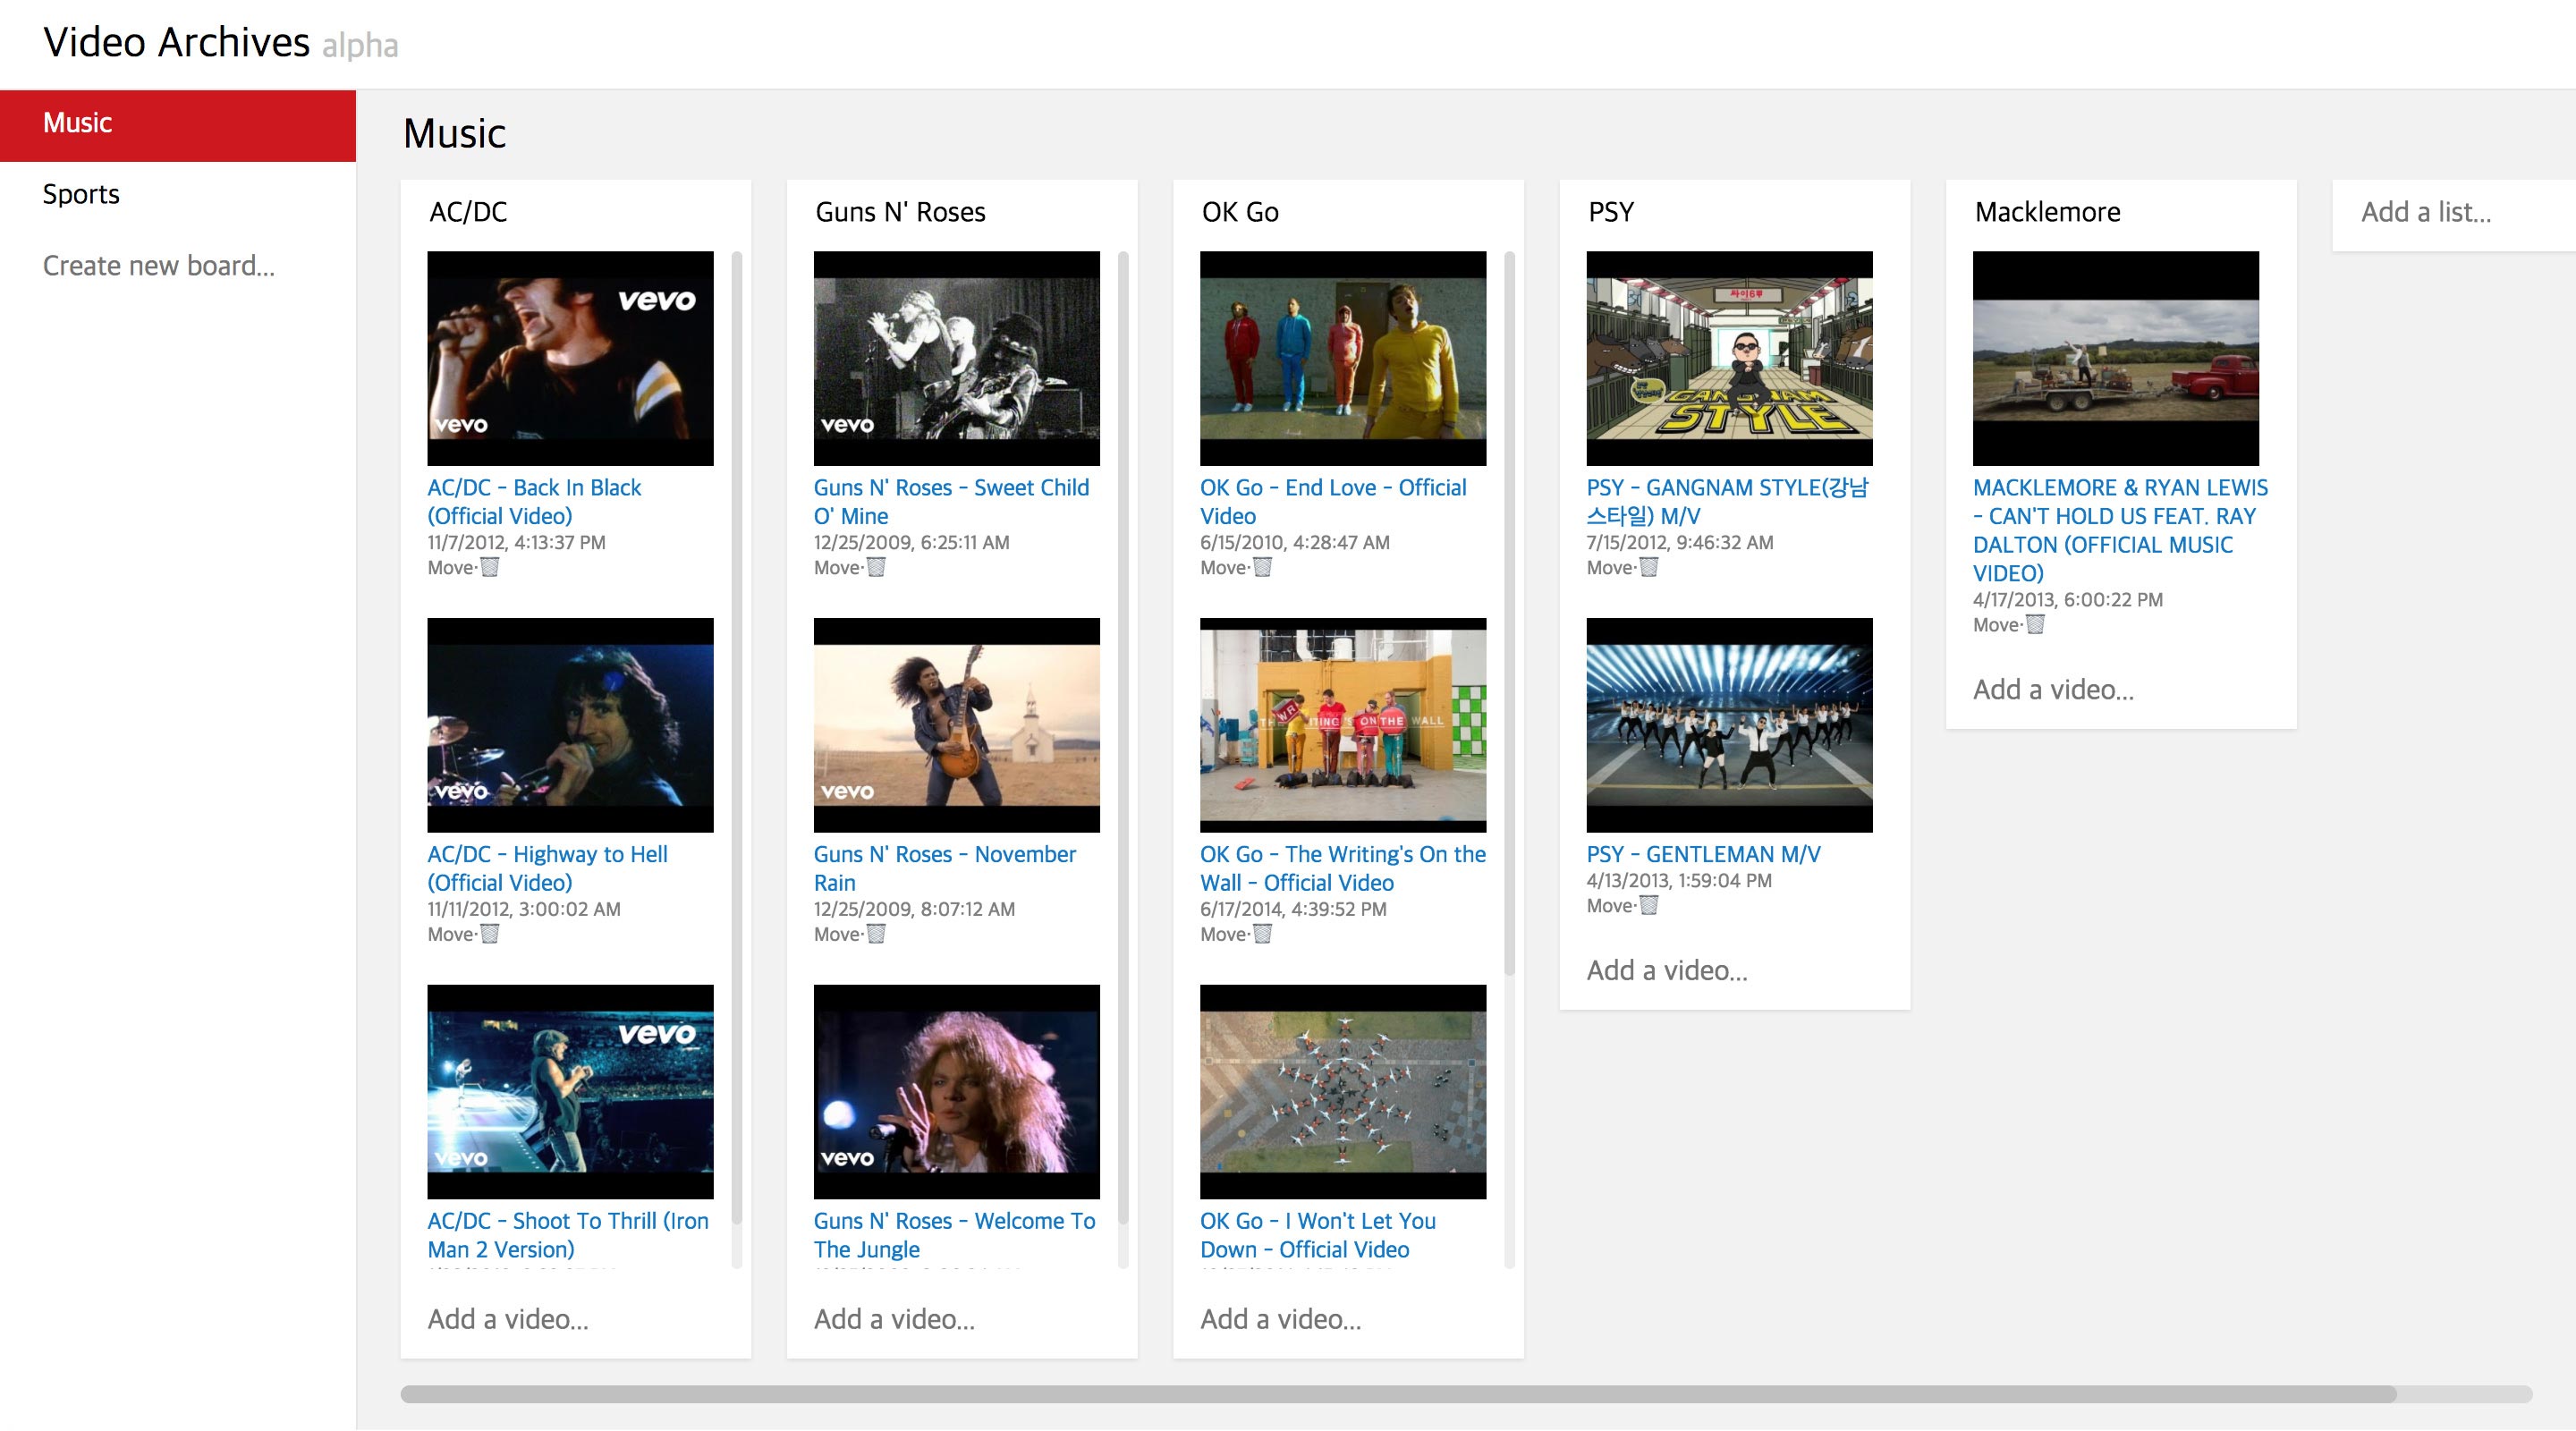 Video Archives alpha
Music
Sports
Create new board...
Music
AC/DC
vevo
vevo
AC/DC - Back In Black
(Official Video)
11/7/2012, 4:13:37 PM
Move·
vevo
AC/DC - Highway to Hell
(Official Video)
11/11/2012, 3:00:02 AM
Move·
vevo
vevo
AC/DC - Shoot To Thrill (Iron
Man 2 Version)
Add a video...
Guns N' Roses
vevo
Guns N' Roses - Sweet Child
O' Mine
12/25/2009, 6:25:11 AM
Move·
vevo
Guns N' Roses - November
Rain
12/25/2009, 8:07:12 AM
Move·
vevo
Guns N' Roses - Welcome To
The Jungle
Add a video...
OK Go
OK Go - End Love - Official
Video
6/15/2010, 4:28:47 AM
Move·
THE WRITING'S ON THE WALL
OK Go - The Writing's On the
Wall - Official Video
6/17/2014, 4:39:52 PM
Move·
OK Go - I Won't Let You
Down - Official Video
Add a video...
PSY
싸이6甲
GANGNAM
STYLE
PSY - GANGNAM STYLE(강남
스타일) M/V
7/15/2012, 9:46:32 AM
Move·
PSY - GENTLEMAN M/V
4/13/2013, 1:59:04 PM
Move·
Add a video...
Macklemore
MACKLEMORE & RYAN LEWIS
- CAN'T HOLD US FEAT. RAY
DALTON (OFFICIAL MUSIC
VIDEO)
4/17/2013, 6:00:22 PM
Move·
Add a video...
Add a list...